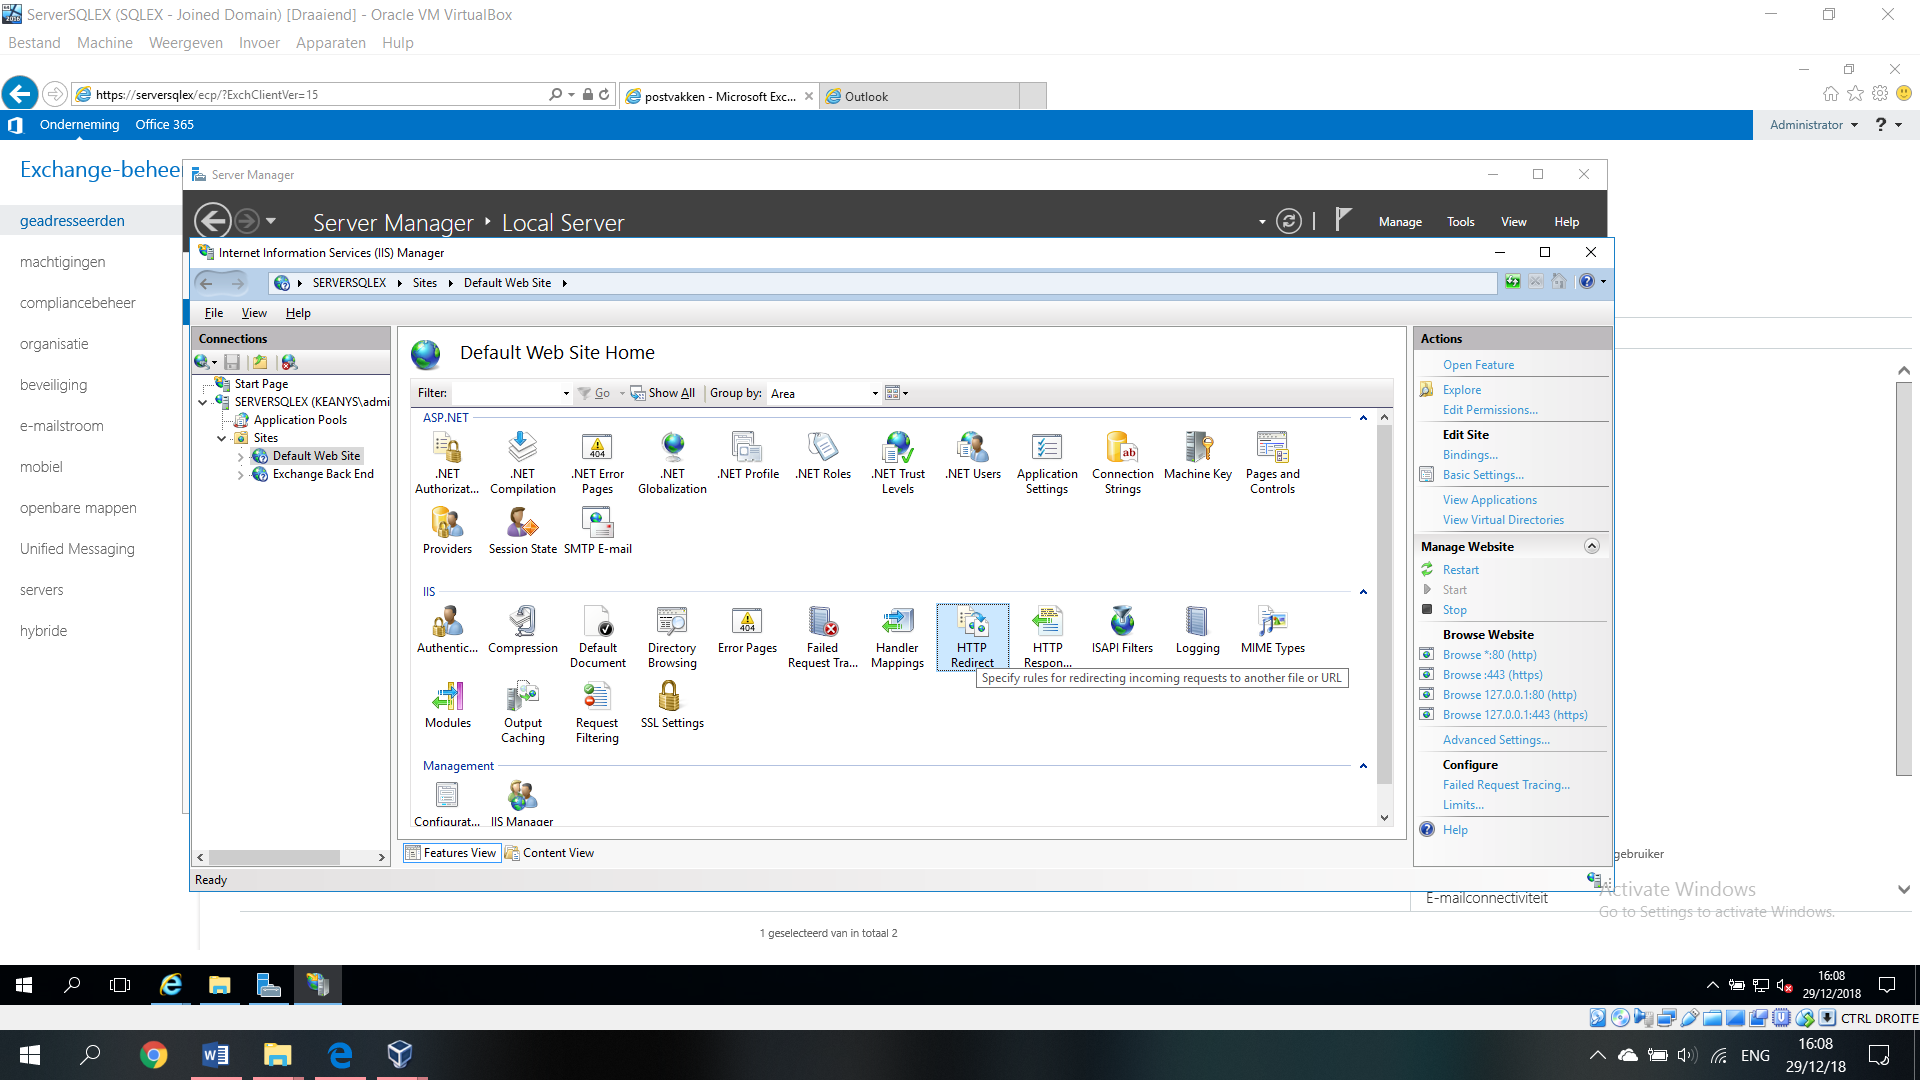 ServerSQLEX (SQLEX - Joined Domain) [Draaiend] - Oracle VM VirtualBox
Bestand Machine Weergeven Invoer Apparaten Hulp
https://serversqlex/ecp/?ExchClientVer=15
postvakken - Microsoft Exc...
Outlook
Onderneming Office 365
Administrator ?
Exchange-behee
geadresseerden
machtigingen
compliancebeheer
organisatie
beveiliging
e-mailstroom
mobiel
openbare mappen
Unified Messaging
servers
hybride
Server Manager
Server Manager Local Server
Manage Tools View Help
Internet Information Services (IIS) Manager
SERVERSQLEX Sites Default Web Site
File View Help
Connections
Start Page
SERVERSQLEX (KEANYS\admi
Application Pools
Sites
Default Web Site
Exchange Back End
Default Web Site Home
Filter: Go Show All Group by: Area
ASP.NET
.NET Authorizat...
.NET Compilation
.NET Error Pages
.NET Globalization
.NET Profile
.NET Roles
.NET Trust Levels
.NET Users
Application Settings
Connection Strings
Machine Key
Pages and Controls
Providers
Session State
SMTP E-mail
IIS
Authentic...
Compression
Default Document
Directory Browsing
Error Pages
Failed Request Tra...
Handler Mappings
HTTP Redirect
HTTP Respon...
ISAPI Filters
Logging
MIME Types
Specify rules for redirecting incoming requests to another file or URL
Modules
Output Caching
Request Filtering
SSL Settings
Management
Configurat...
IIS Manager
Features View
Content View
Ready
Actions
Open Feature
Explore
Edit Permissions...
Edit Site
Bindings...
Basic Settings...
View Applications
View Virtual Directories
Manage Website
Restart
Start
Stop
Browse Website
Browse *:80 (http)
Browse :443 (https)
Browse 127.0.0.1:80 (http)
Browse 127.0.0.1:443 (https)
Advanced Settings...
Configure
Failed Request Tracing...
Limits...
Help
gebruiker
E-mailconnectiviteit
Activate Windows
Go to Settings to activate Windows.
1 geselecteerd van in totaal 2
16:08
29/12/2018
CTRL DROITE
ENG
16:08
29/12/18